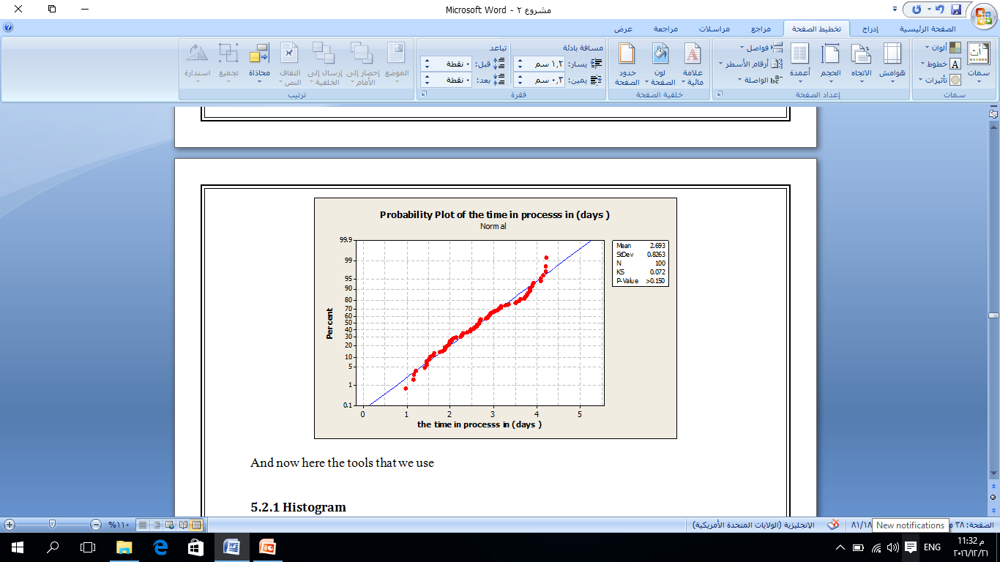 مشروع ٢ - Microsoft Word
الصفحة الرئيسية إدراج تخطيط الصفحة مراجع مراسلات مراجعة عرض
سمات
ألوان
خطوط
تأثيرات
سمات
هوامش
الاتجاه
الحجم
أعمدة
فواصل
أرقام الأسطر
الواصلة
إعداد الصفحة
علامة مائية
لون الصفحة
حدود الصفحة
خلفية الصفحة
مسافة بادئة
يسار: ١,٢ سم
يمين: ٠,٣ سم
تباعد
قبل: ٠ نقطة
بعد: ٠ نقطة
فقرة
الموضع
إحضار إلى الأمام
إرسال إلى الخلفية
التفاف النص
محاذاة
تجميع
استدارة
ترتيب
Probability Plot of the time in processs in (days )
Normal
Mean 2.693
StDev 0.8263
N 100
KS 0.072
P-Value >0.150
Percent
99.9
99
95
90
80
70
60
50
40
30
20
10
5
1
0.1
0 1 2 3 4 5
the time in processs in (days )
And now here the tools that we use
5.2.1 Histogram
الصفحة: ٣٨
٨١/١٨
الإنجليزية (الولايات المتحدة الأمريكية)
%١١٠
New notifications
ENG
11:32 م
٢٠١٦/١٢/٢١